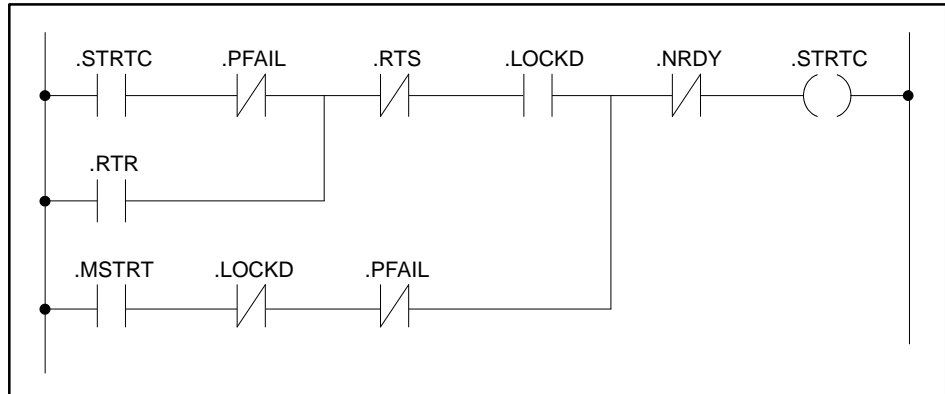 .STRTC .PFAIL .RTS .LOCKD .NRDY .STRTC
.RTR
.MSTRT .LOCKD .PFAIL